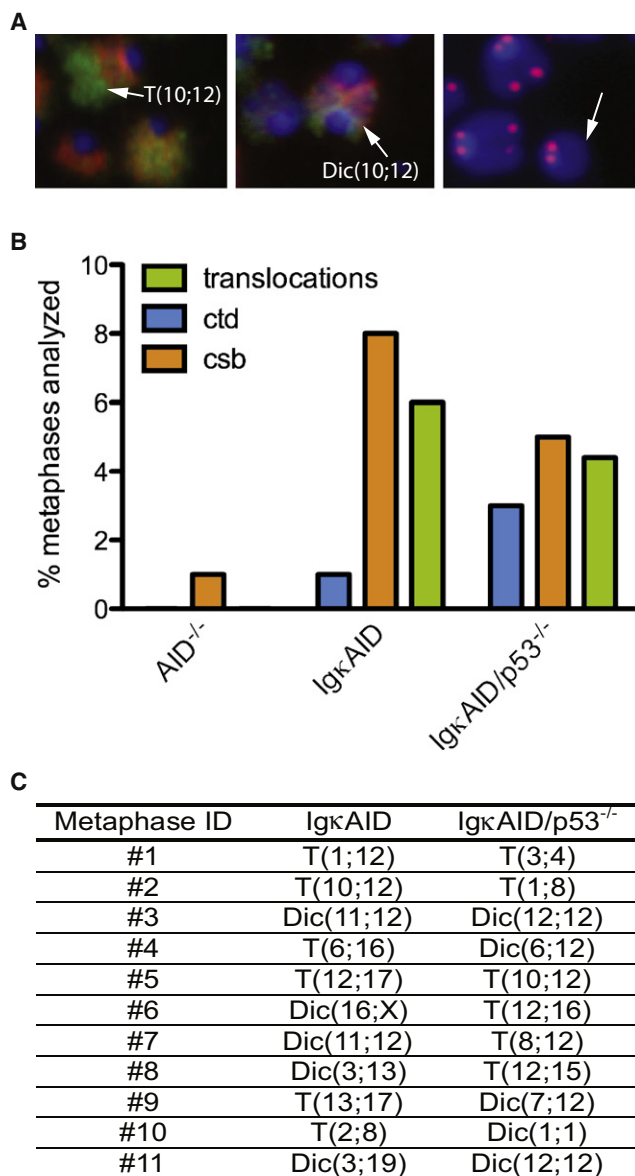 A
T(10;12)
Dic(10;12)
B
10
8
6
4
2
0
% metaphases analyzed
translocations
ctd
csb
AID-/-
IgκAID
IgκAID/p53-/-
C
Metaphase ID IgκAID IgκAID/p53-/-
#1 T(1;12) T(3;4)
#2 T(10;12) T(1;8)
#3 Dic(11;12) Dic(12;12)
#4 T(6;16) Dic(6;12)
#5 T(12;17) T(10;12)
#6 Dic(16;X) T(12;16)
#7 Dic(11;12) T(8;12)
#8 Dic(3;13) T(12;15)
#9 T(13;17) Dic(7;12)
#10 T(2;8) Dic(1;1)
#11 Dic(3;19) Dic(12;12)